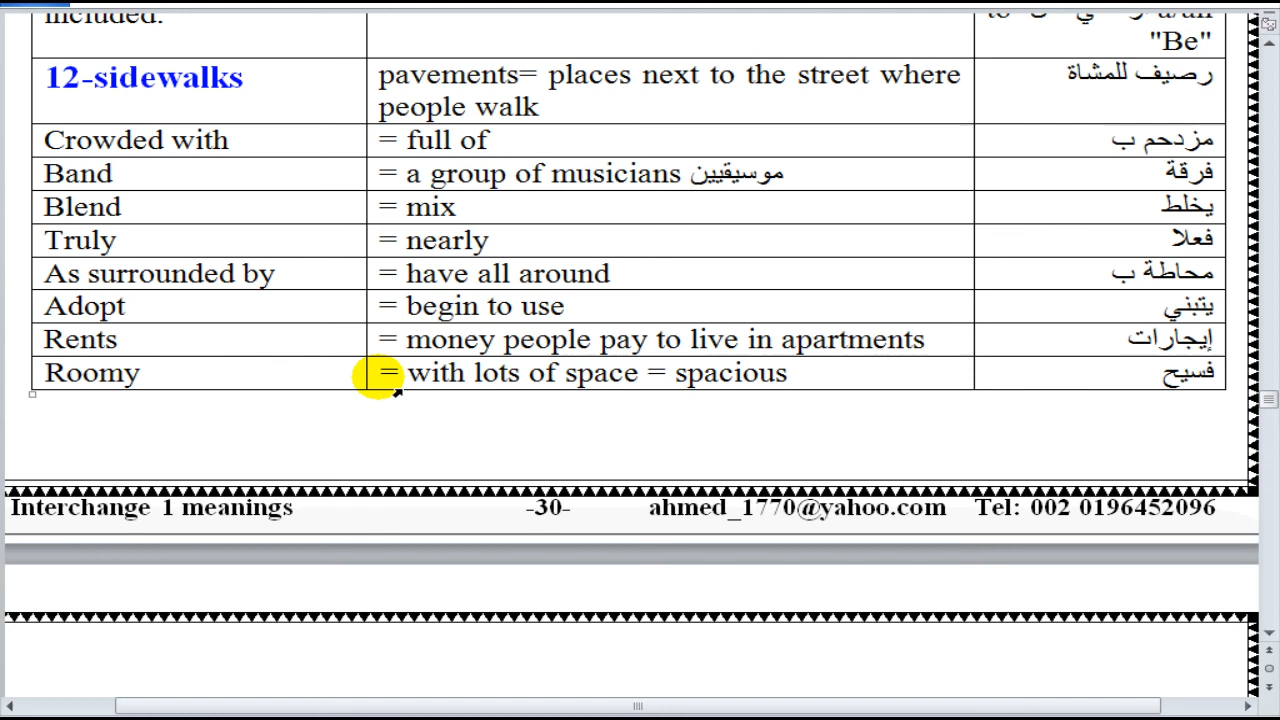 included.
"Be"
12-sidewalks pavements= places next to the street where رصيف للمشاة
people walk
Crowded with = full of مزدحم ب
Band = a group of musicians موسيقيين فرقة
Blend = mix يخلط
Truly = nearly فعلا
As surrounded by = have all around محاطة ب
Adopt = begin to use يتبني
Rents = money people pay to live in apartments إيجارات
Roomy = with lots of space = spacious فسيح
Interchange 1 meanings -30- ahmed_1770@yahoo.com Tel: 002 0196452096